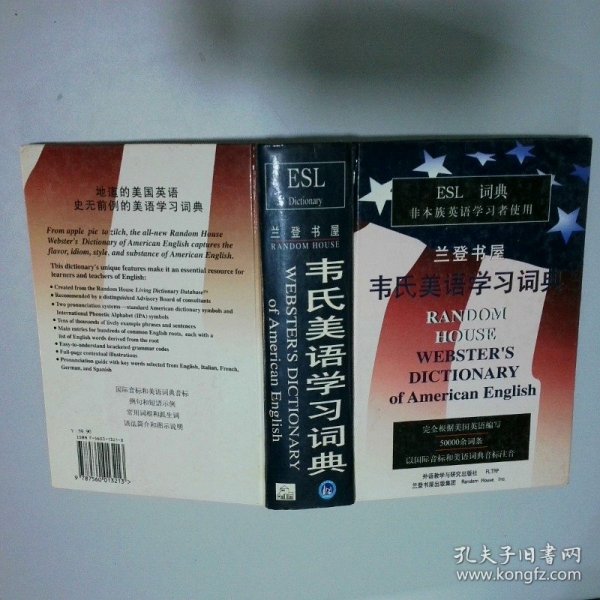 地道的美国英语
史无前例的美语学习词典
From apple pie to zilch, the all-new Random House
Webster's Dictionary of American English captures the
flavor, idiom, style, and substance of American English.
This dictionary's unique features make it an essential resource for
learners and teachers of English:
• Created from the Random House Living Dictionary Database™
• Recommended by a distinguished Advisory Board of consultants
• Two pronunciation systems – standard American dictionary symbols and
International Phonetic Alphabet (IPA) symbols
• Tens of thousands of lively example phrases and sentences
• Main entries for hundreds of common English roots, each with a
list of English words derived from the root
• Easy-to-understand bracketed grammar codes
• Full-page contextual illustrations
• Pronunciation guide with key words selected from English, Italian, French,
German, and Spanish
国际音标和美语词典音标
例句和短语示例
常用词根和派生词
语法简介和图示说明
9 787560 013213 >
ESL
Dictionary
兰登书屋
RANDOM HOUSE
韦氏美语学习词典
WEBSTER'S DICTIONARY
of American English
ESL 词典
非本族英语学习者使用
兰登书屋
韦氏美语学习词典
RANDOM
HOUSE
WEBSTER'S
DICTIONARY
of American English
完全根据美国英语编写
50000余词条
以国际音标和美语词典音标注音
外语教学与研究出版社 FLTRP
兰登书屋出版集团 Random House Inc.
孔夫子旧书网
www.kongfz.com